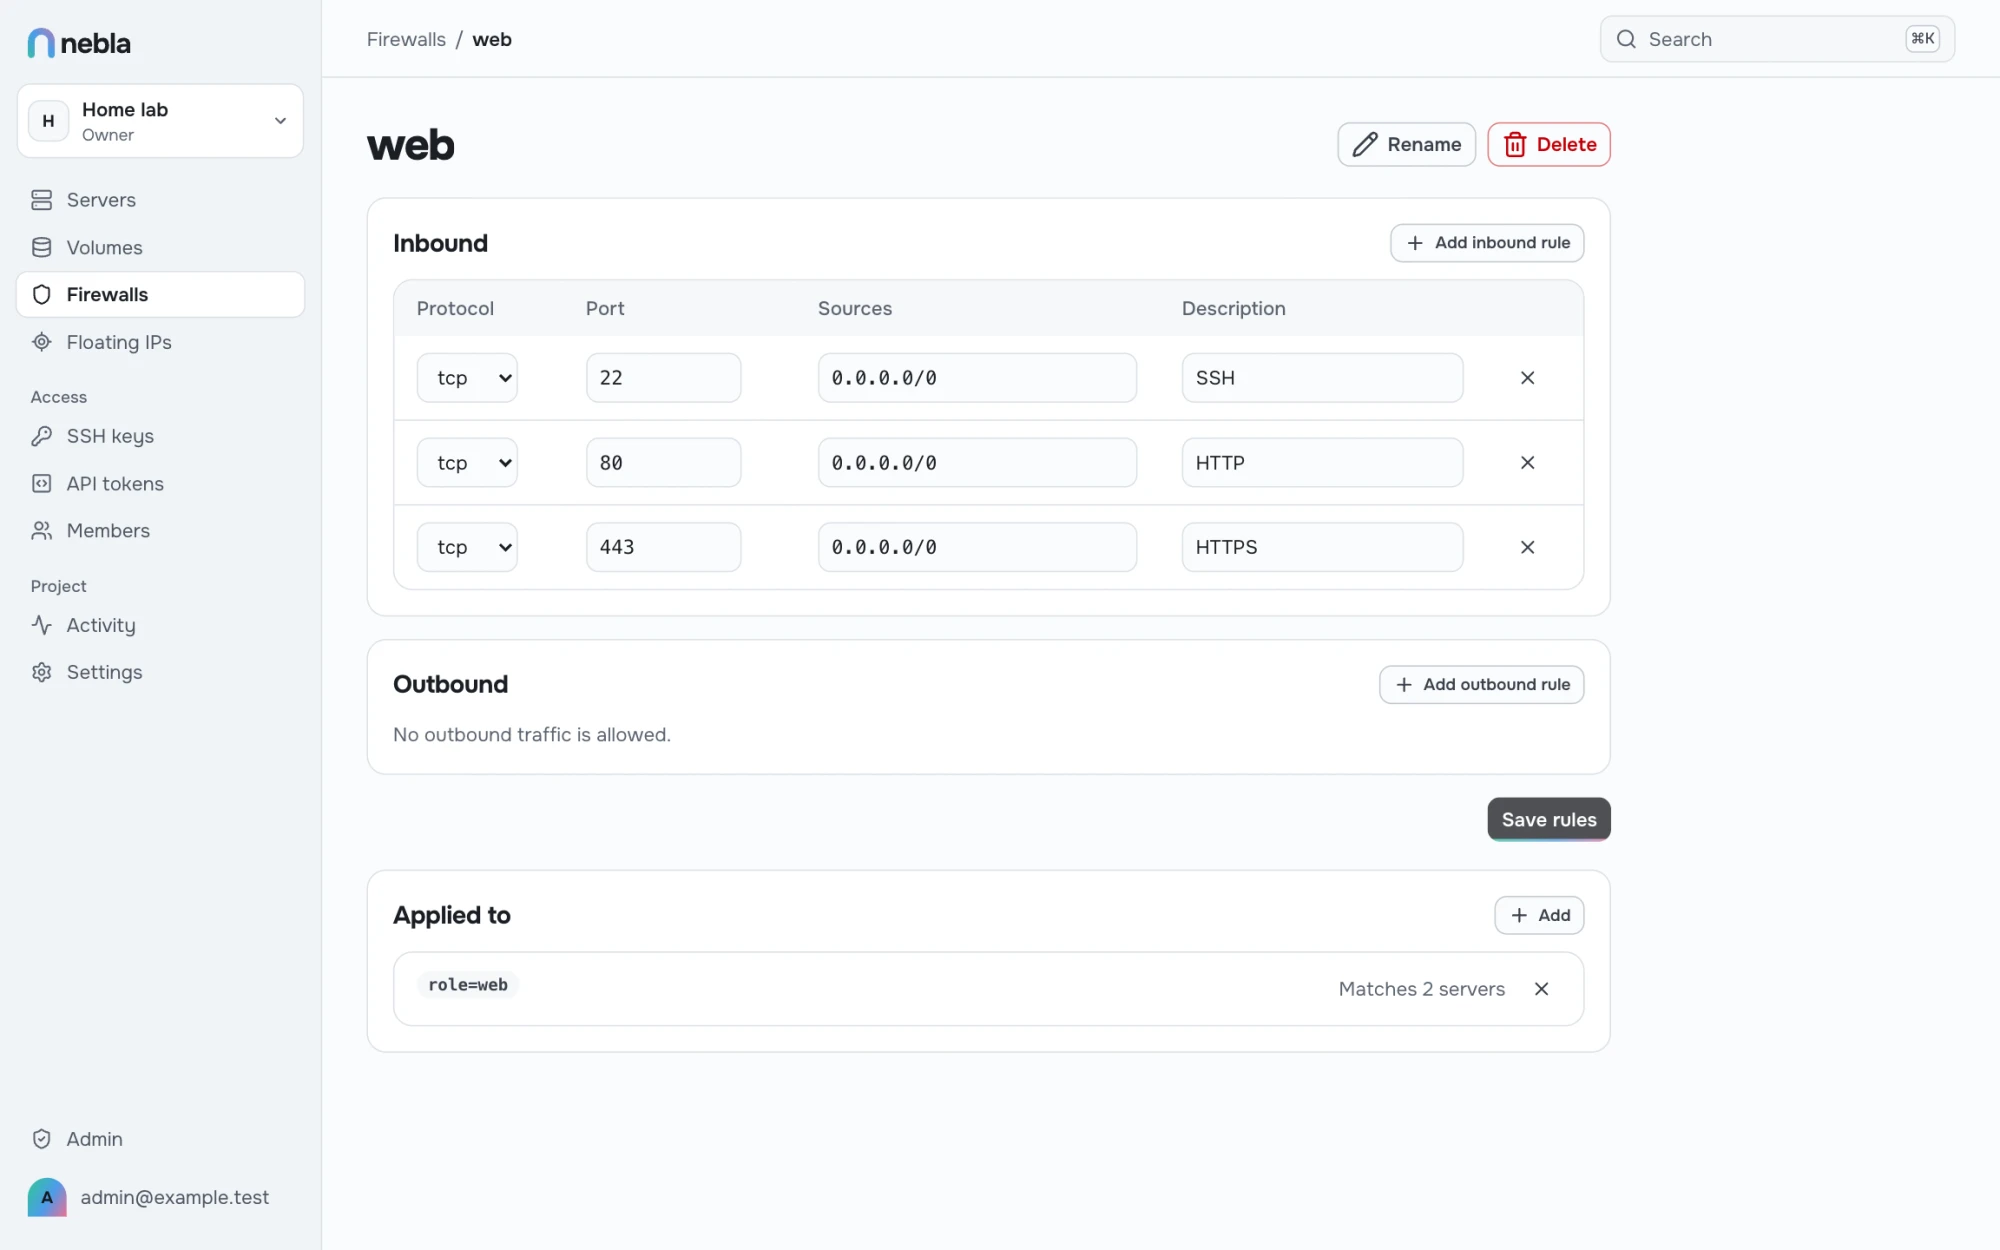 nebla
H
Home lab
Owner
Servers
Volumes
Firewalls
Floating IPs
Access
SSH keys
API tokens
Members
Project
Activity
Settings
Admin
A
admin@example.test
Firewalls / web
Search
⌘K
web
Rename
Delete
Inbound
Add inbound rule
Protocol Port Sources Description
tcp 22 0.0.0.0/0 SSH
tcp 80 0.0.0.0/0 HTTP
tcp 443 0.0.0.0/0 HTTPS
Outbound
Add outbound rule
No outbound traffic is allowed.
Save rules
Applied to
Add
role=web
Matches 2 servers